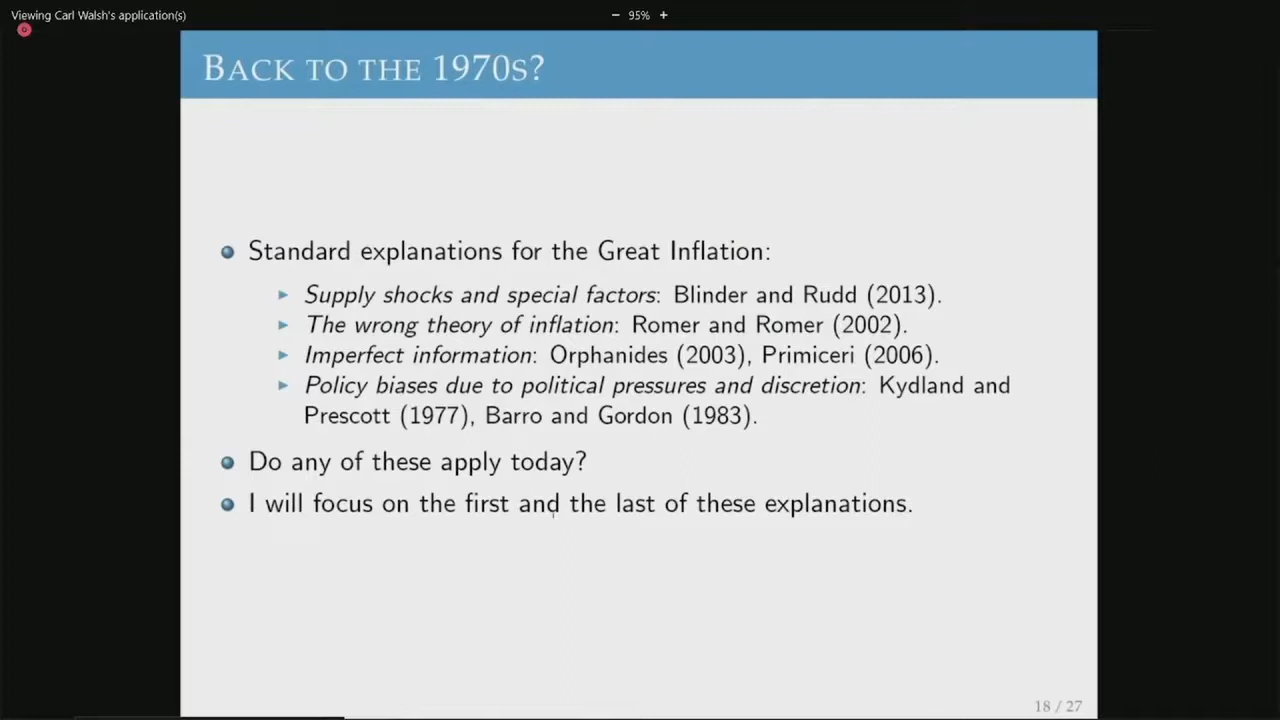 Viewing Carl Walsh's application(s)
− 95% +
BACK TO THE 1970S?
Standard explanations for the Great Inflation:
Supply shocks and special factors: Blinder and Rudd (2013).
The wrong theory of inflation: Romer and Romer (2002).
Imperfect information: Orphanides (2003), Primiceri (2006).
Policy biases due to political pressures and discretion: Kydland and
Prescott (1977), Barro and Gordon (1983).
Do any of these apply today?
I will focus on the first and the last of these explanations.
18 / 27